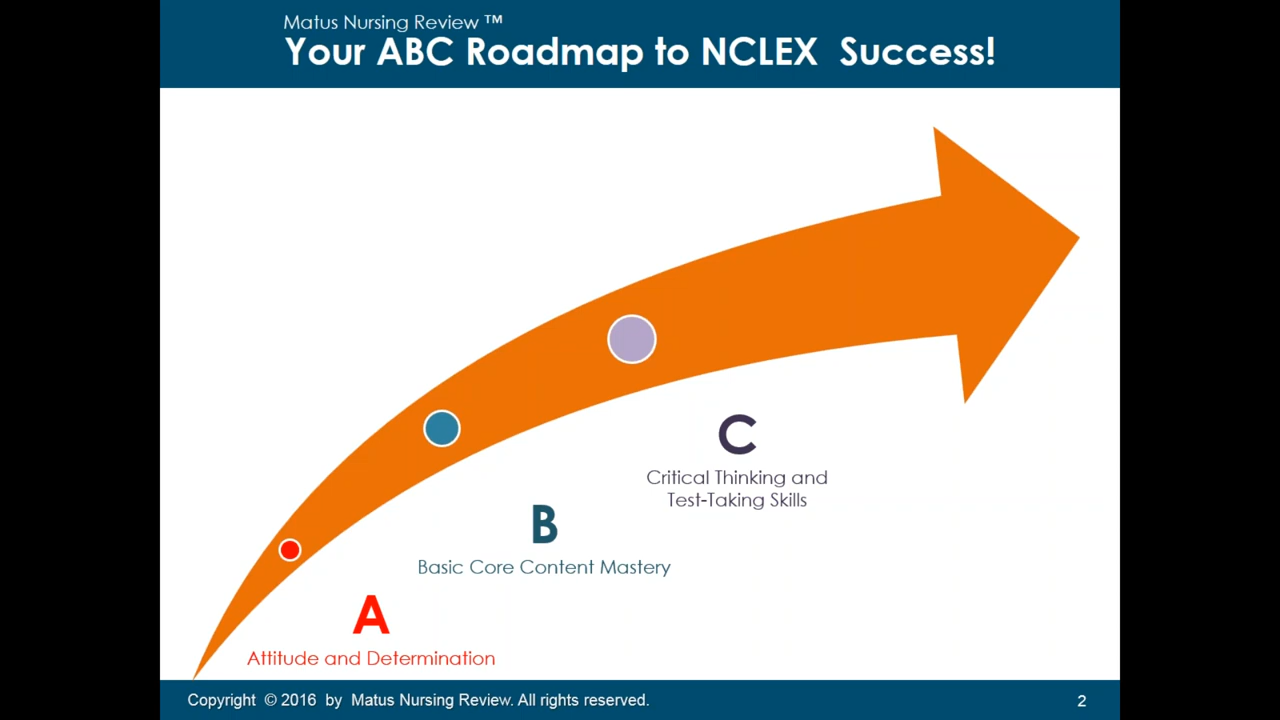 Matus Nursing Review ™
Your ABC Roadmap to NCLEX  Success!
C
Critical Thinking and
Test-Taking Skills
B
Basic Core Content Mastery
A
Attitude and Determination
Copyright © 2016 by Matus Nursing Review. All rights reserved.
2